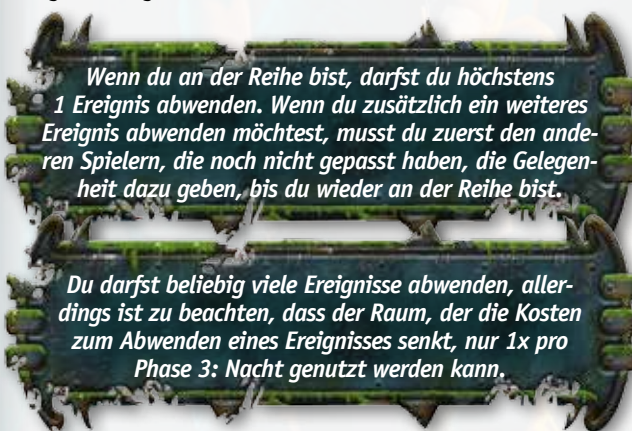 Wenn du an der Reihe bist, darfst du höchstens
1 Ereignis abwenden. Wenn du zusätzlich ein weiteres
Ereignis abwenden möchtest, musst du zuerst den ande-
ren Spielern, die noch nicht gepasst haben, die Gelegen-
heit dazu geben, bis du wieder an der Reihe bist.
Du darfst beliebig viele Ereignisse abwenden, aller-
dings ist zu beachten, dass der Raum, der die Kosten
zum Abwenden eines Ereignisses senkt, nur 1x pro
Phase 3: Nacht genutzt werden kann.